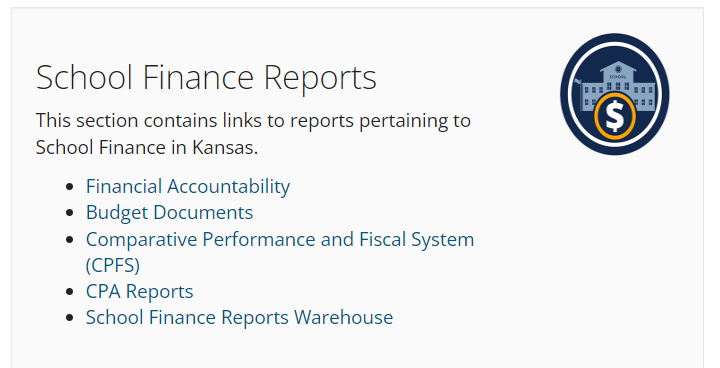 School Finance Reports
SCHOOL
$
This section contains links to reports pertaining to
School Finance in Kansas.
Financial Accountability
Budget Documents
Comparative Performance and Fiscal System
(CPFS)
CPA Reports
School Finance Reports Warehouse